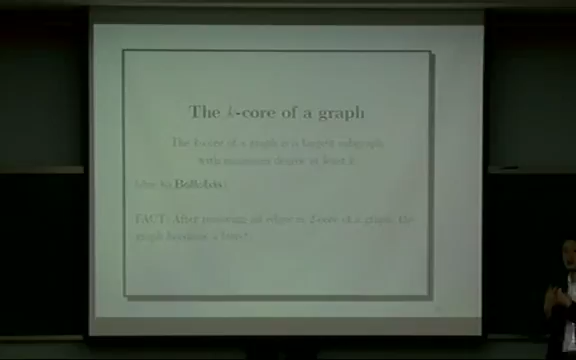 The k-core of a graph
The k-core of a graph is a largest subgraph
with minimum degree at least k
Bollobás
FACT: After removing all edges in 2-core of a graph, the
graph becomes a